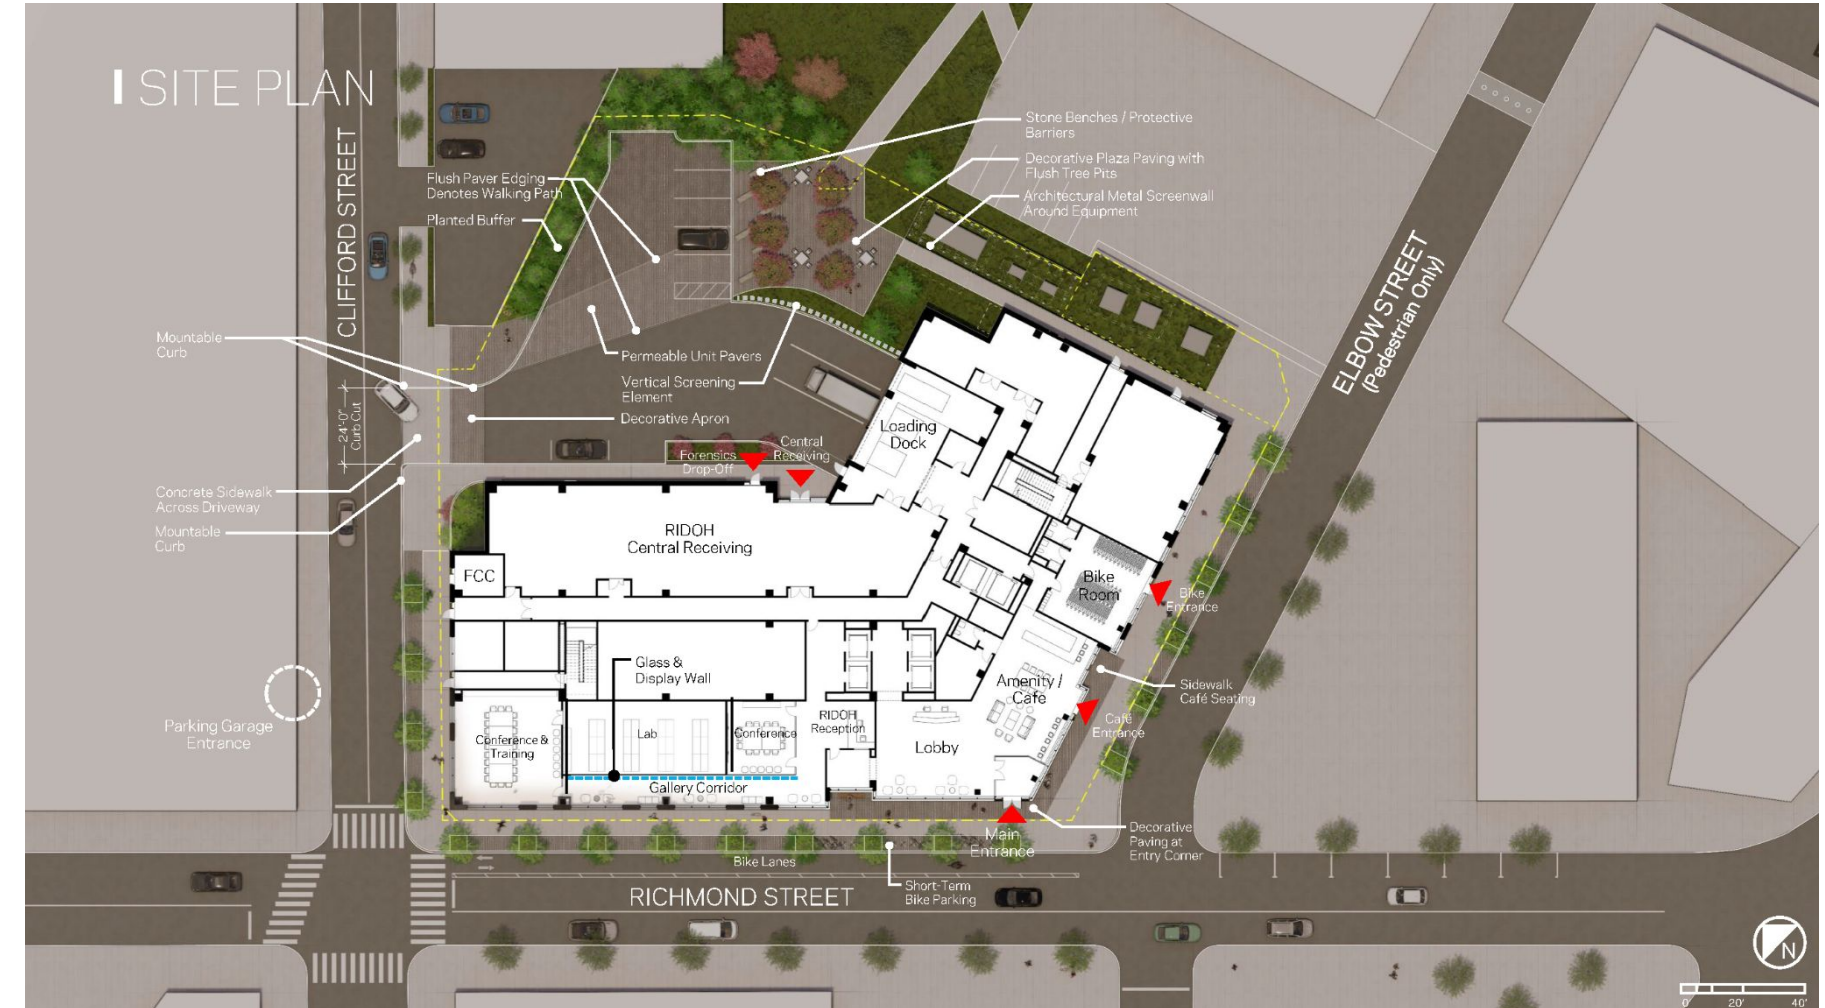 SITE PLAN
CLIFFORD STREET
Flush Paver Edging
Denotes Walking Path
Planted Buffer
Stone Benches / Protective
Barriers
Decorative Plaza Paving with
Flush Tree Pits
Architectural Metal Screenwall
Around Equipment
ELBOW STREET
(Pedestrian Only)
Mountable
Curb
24'-0"
Curb Cut
Permeable Unit Pavers
Vertical Screening
Element
Decorative Apron
Concrete Sidewalk
Across Driveway
Mountable
Curb
Forensics
Drop-Off
Central
Receiving
Loading
Dock
RIDOH
Central Receiving
FCC
Bike
Room
Bike
Entrance
Glass &
Display Wall
Amenity /
Cafe
Sidewalk
Café Seating
Café
Entrance
Parking Garage
Entrance
Conference &
Training
Lab
Conference
RIDOH
Reception
Lobby
Gallery Corridor
Main
Entrance
Decorative
Paving at
Entry Corner
Bike Lanes
Short-Term
Bike Parking
RICHMOND STREET
N
0 20' 40'